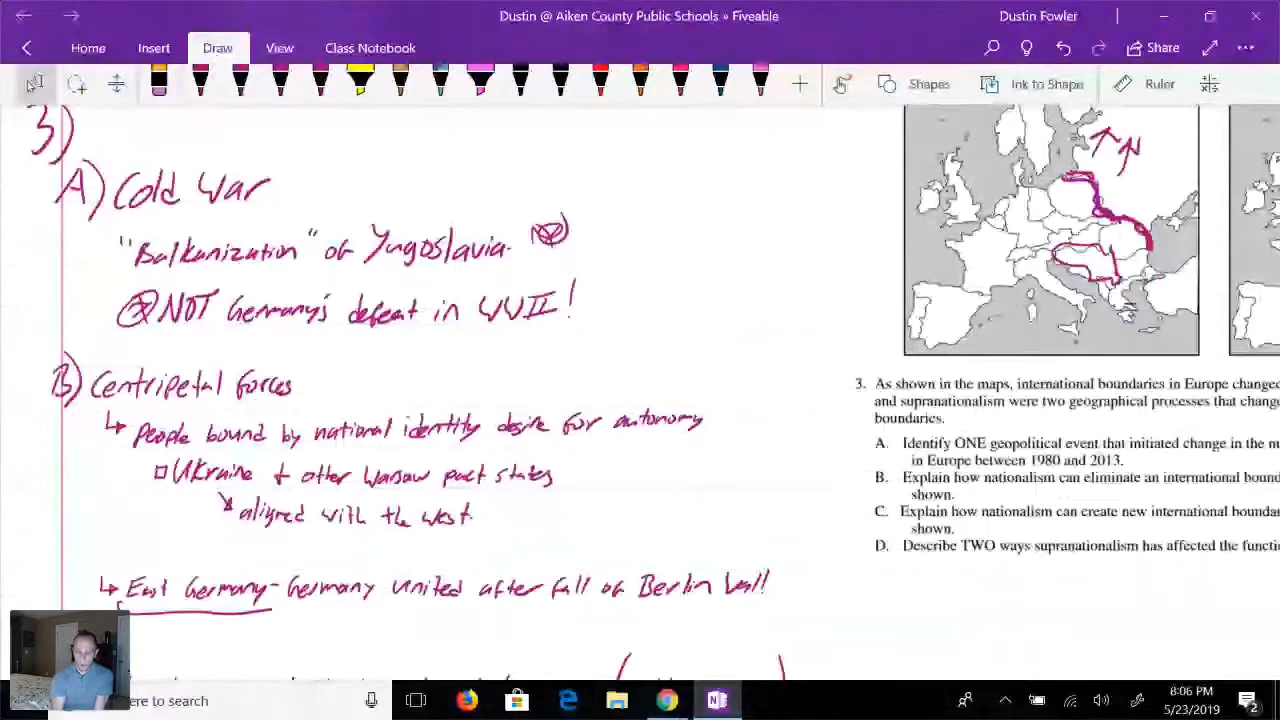 Dustin @ Aiken County Public Schools » Fiveable
Dustin Fowler
Home Insert Draw View Class Notebook
Share
Shapes Ink to Shape Ruler
3)
A) Cold War
"Balkanization" of Yugoslavia
NOT Germany's defeat in WWII!
B) Centripetal forces
↳ People bound by national identity desire for autonomy
Ukraine + other Warsaw pact states
aligned with the west.
↳ East Germany - Germany united after fall of Berlin Wall
N
3. As shown in the maps, international boundaries in Europe changed
and supranationalism were two geographical processes that chang
boundaries.
A. Identify ONE geopolitical event that initiated change in the nu
in Europe between 1980 and 2013.
B. Explain how nationalism can eliminate an international bound
shown.
C. Explain how nationalism can create new international boundar
shown.
D. Describe TWO ways supranationalism has affected the functi
here to search
8:06 PM
5/23/2019
2